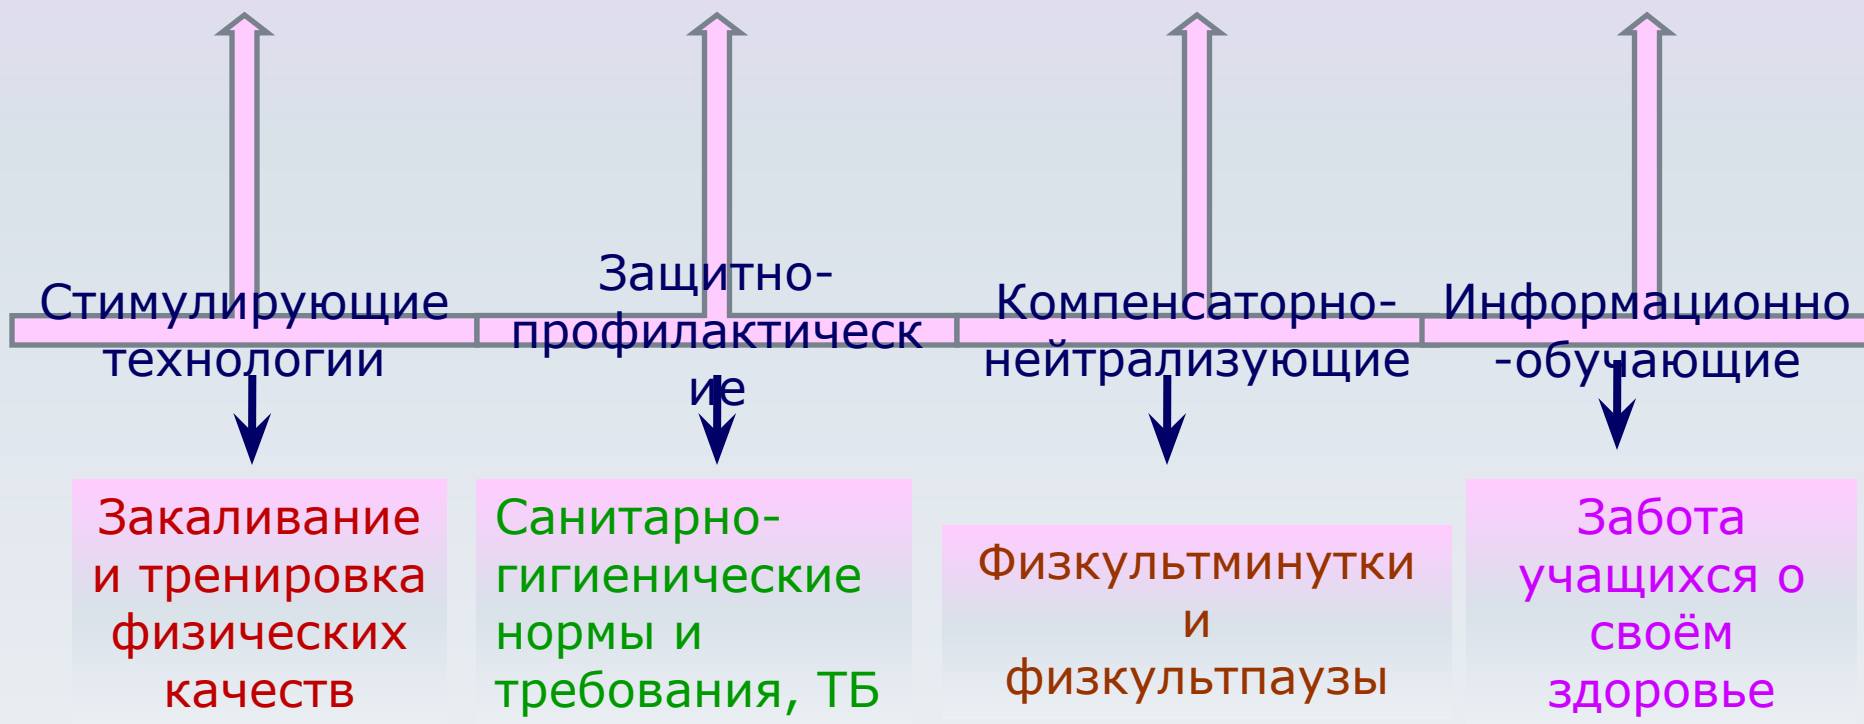 Стимулирующие
технологии
Защитно-
профилактическ
ие
Компенсаторно-
нейтрализующие
Информационно
-обучающие
Закаливание
и тренировка
физических
качеств
Санитарно-
гигиенические
нормы и
требования, ТБ
Физкультминутки
и
физкультпаузы
Забота
учащихся о
своём
здоровье